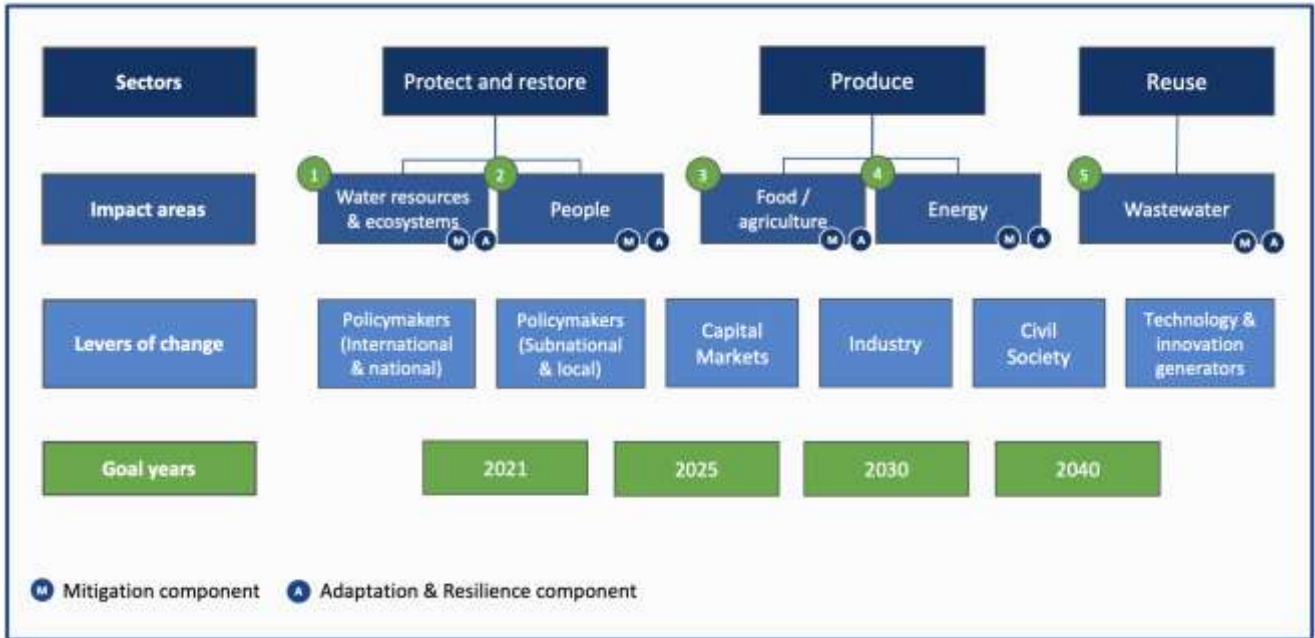 Sectors
Protect and restore
Produce
Reuse
Impact areas
1
Water resources
& ecosystems
M A
2
People
M A
3
Food /
agriculture
M A
4
Energy
M A
5
Wastewater
M A
Levers of change
Policymakers
(International
& national)
Policymakers
(Subnational
& local)
Capital
Markets
Industry
Civil
Society
Technology &
innovation
generators
Goal years
2021
2025
2030
2040
M Mitigation component
A Adaptation & Resilience component